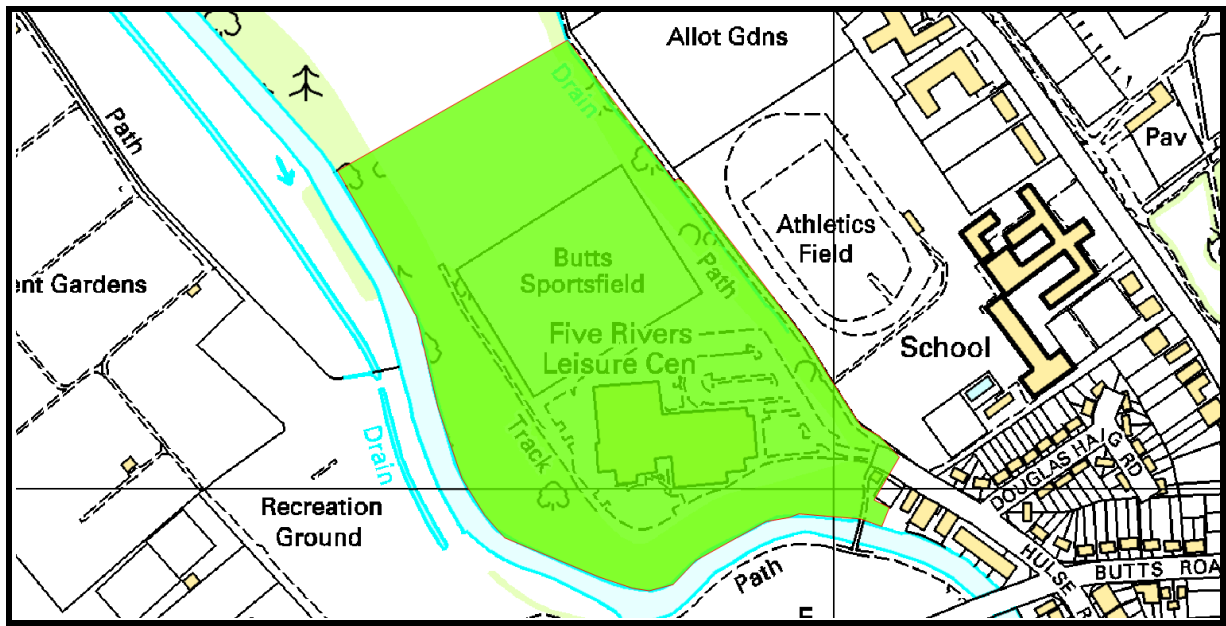 Allot Gdns
Drain
Path
Pav
Athletics
Field
Path
Butts
Sportsfield
ent Gardens
Five Rivers
Leisure Cen
School
Track
Drain
DOUGLAS HAIG RD
Recreation
Ground
Path
HULSE R
BUTTS ROA